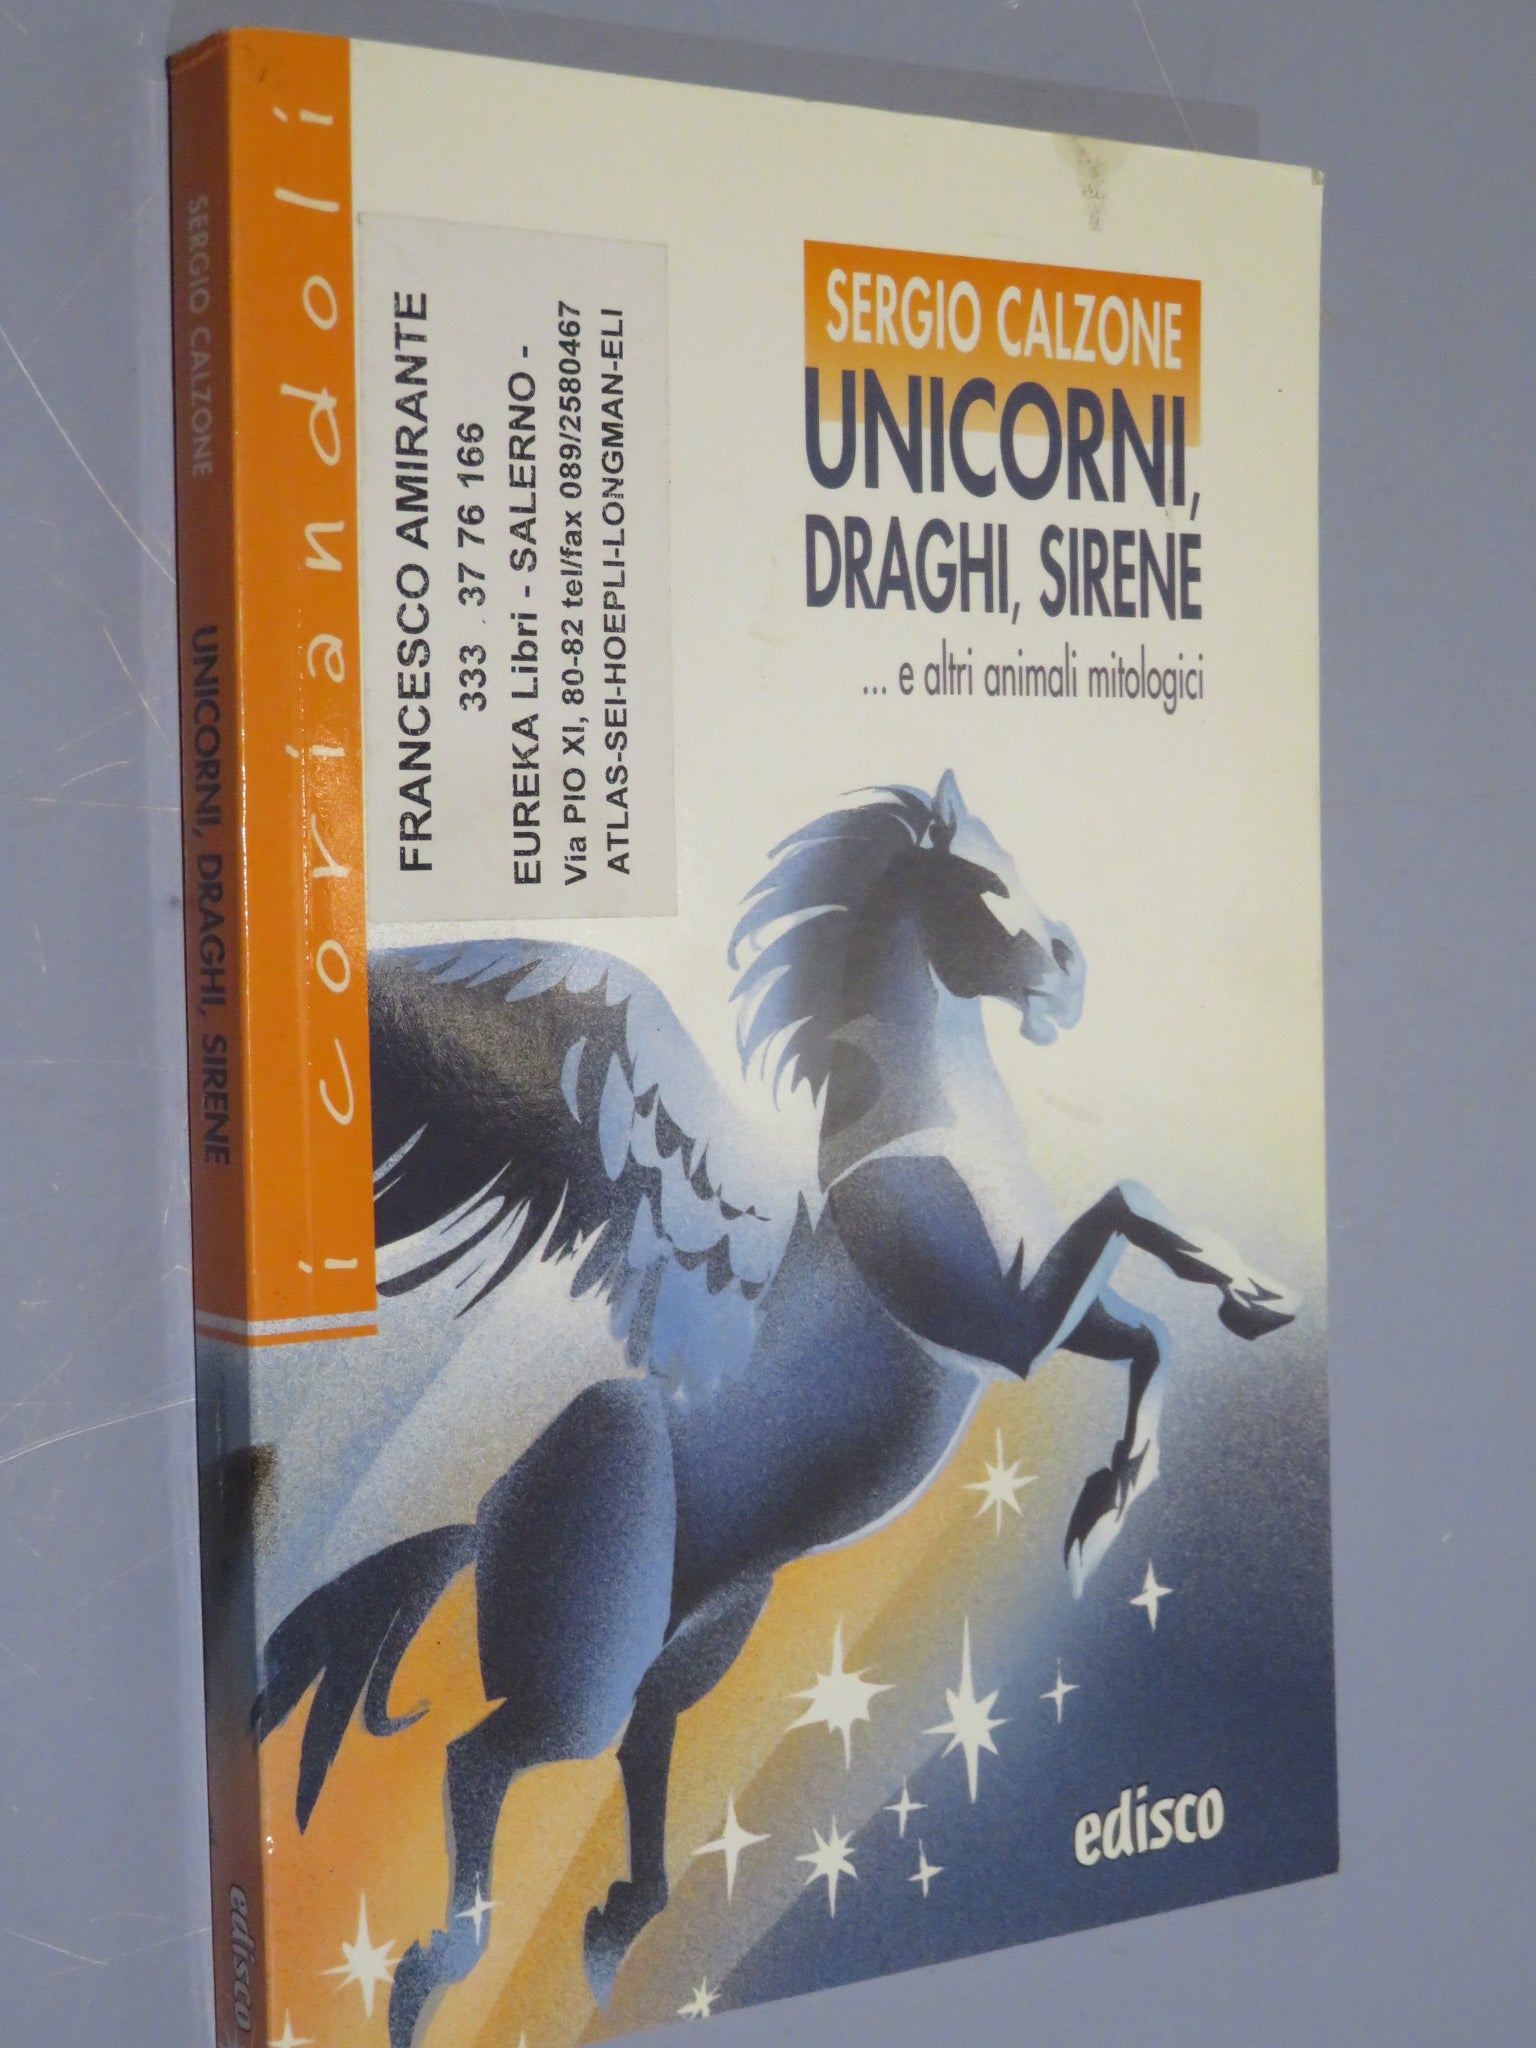 SERGIO CALZONE
UNICORNI, DRAGHI, SIRENE
edisco
i coriandoli
FRANCESCO AMIRANTE
333 . 37 76 166
EUREKA Libri - SALERNO -
Via PIO XI, 80-82 tel/fax 089/2580467
ATLAS-SEI-HOEPLI-LONGMAN-ELI
SERGIO CALZONE
UNICORNI,
DRAGHI, SIRENE
... e altri animali mitologici
edisco